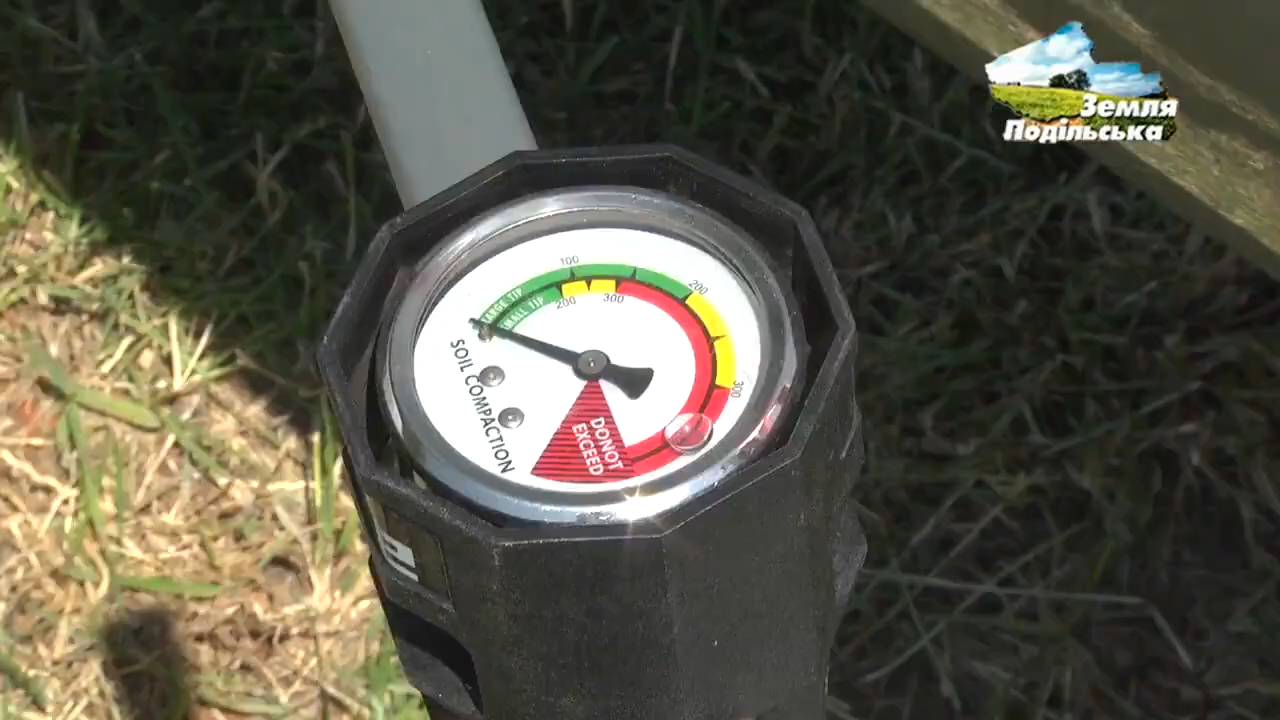 Земля
Подільська
100
200
300
LARGE TIP
SMALL TIP
200
300
SOIL COMPACTION
DO NOT
EXCEED